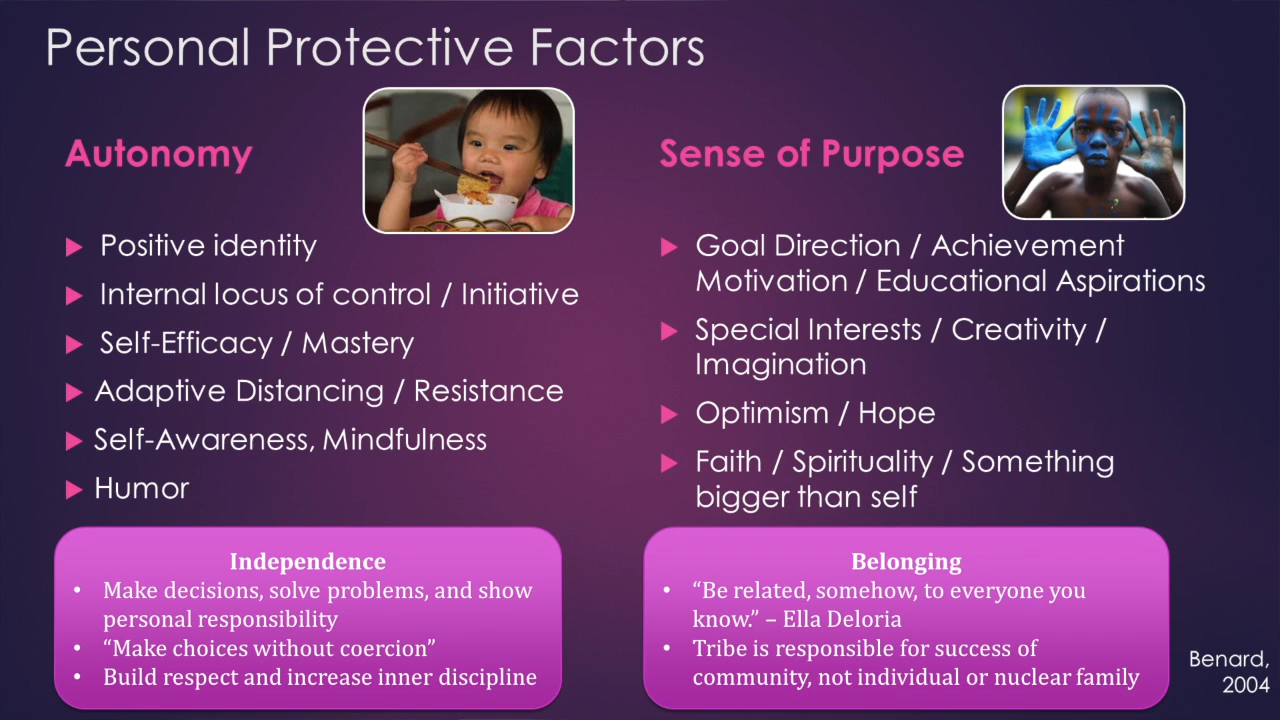 Personal Protective Factors
Autonomy
Positive identity
Internal locus of control / Initiative
Self-Efficacy / Mastery
Adaptive Distancing / Resistance
Self-Awareness, Mindfulness
Humor
Independence
• Make decisions, solve problems, and show
personal responsibility
• “Make choices without coercion”
• Build respect and increase inner discipline
Sense of Purpose
Goal Direction / Achievement
Motivation / Educational Aspirations
Special Interests / Creativity /
Imagination
Optimism / Hope
Faith / Spirituality / Something
bigger than self
Belonging
• “Be related, somehow, to everyone you
know.” – Ella Deloria
• Tribe is responsible for success of
community, not individual or nuclear family
Benard,
2004